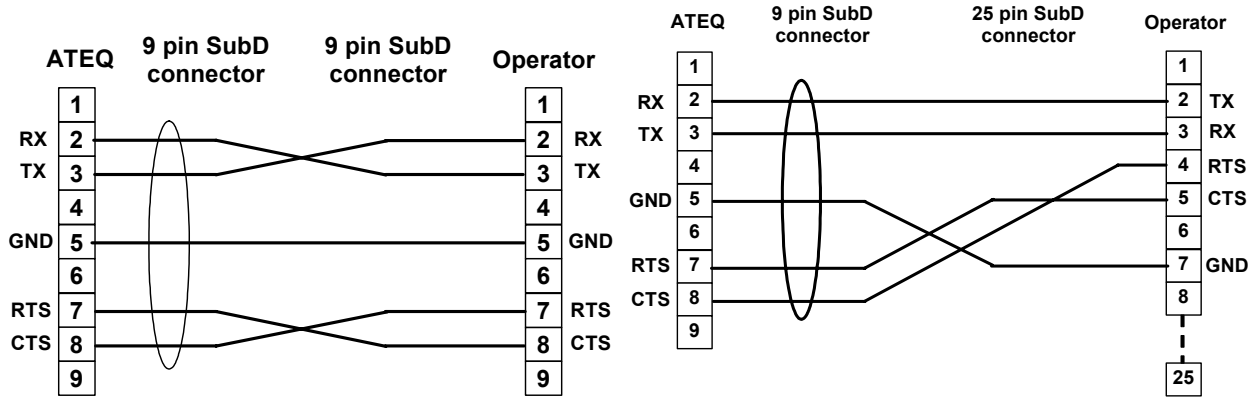 ATEQ
9 pin SubD connector
9 pin SubD connector
Operator
1 1
RX 2 2 RX
TX 3 3 TX
4 4
GND 5 5 GND
6 6
RTS 7 7 RTS
CTS 8 8 CTS
9 9
ATEQ
9 pin SubD connector
25 pin SubD connector
Operator
1 1
RX 2 2 TX
TX 3 3 RX
4 4 RTS
GND 5 5 CTS
6 6
RTS 7 7 GND
CTS 8 8
9
25